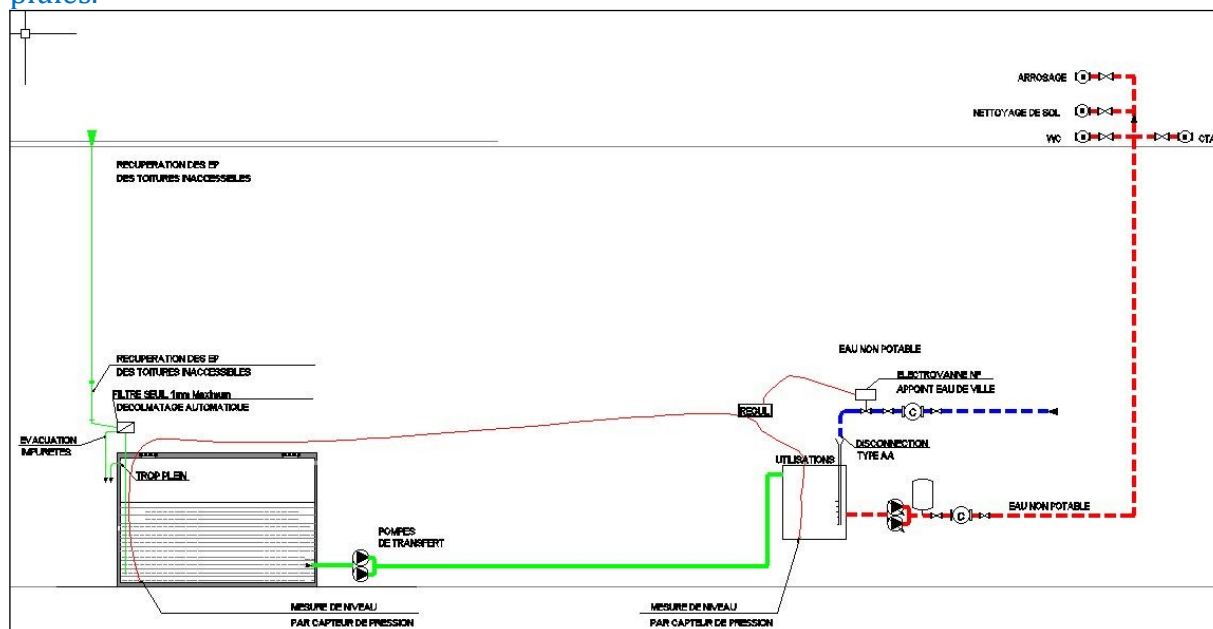 pluies.
ARROSAGE
NETTOYAGE DE SOL
WC
CTA
RECUPERATION DES EP
DES TOITURES INACCESSIBLES
EAU NON POTABLE
RECUPERATION DES EP
DES TOITURES INACCESSIBLES
ELECTROVANNE NF
APPOINT EAU DE VILLE
FILTRE SEUIL 1mm Maximum
DECOLMATAGE AUTOMATIQUE
REGUL
C
EVACUATION
IMPURETES
DISCONNECTION
TYPE AA
UTILISATIONS
TROP PLEIN
EAU NON POTABLE
C
POMPES
DE TRANSFERT
MESURE DE NIVEAU
PAR CAPTEUR DE PRESSION
MESURE DE NIVEAU
PAR CAPTEUR DE PRESSION